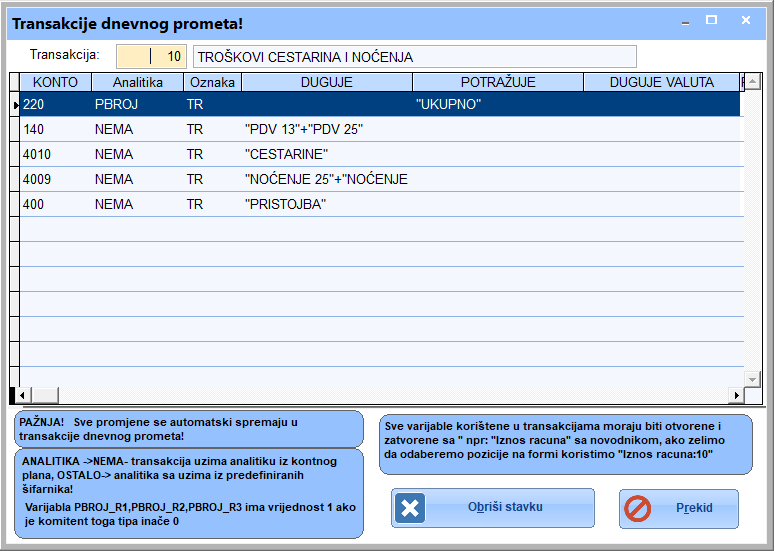 Transakcije dnevnog prometa!
Transakcija: 10 TROŠKOVI CESTARINA I NOĆENJA
KONTO Analitika Oznaka DUGUJE POTRAŽUJE DUGUJE VALUTA
220 PBROJ TR "UKUPNO"
140 NEMA TR "PDV 13"+"PDV 25"
4010 NEMA TR "CESTARINE"
4009 NEMA TR "NOĆENJE 25"+"NOĆENJE
400 NEMA TR "PRISTOJBA"
PAŽNJA! Sve promjene se automatski spremaju u
transakcije dnevnog prometa!
ANALITIKA ->NEMA- transakcija uzima analitiku iz kontnog
plana, OSTALO-> analitika sa uzima iz predefiniranih
šifarnika!
Varijabla PBROJ_R1,PBROJ_R2,PBROJ_R3 ima vrijednost 1 ako
je komitent toga tipa inače 0
Sve varijable korištene u transakcijama moraju biti otvorene i
zatvorene sa " npr: "Iznos racuna" sa novodnikom, ako zelimo
da odaberemo pozicije na formi koristimo "Iznos racuna:10"
Obriši stavku
Prekid